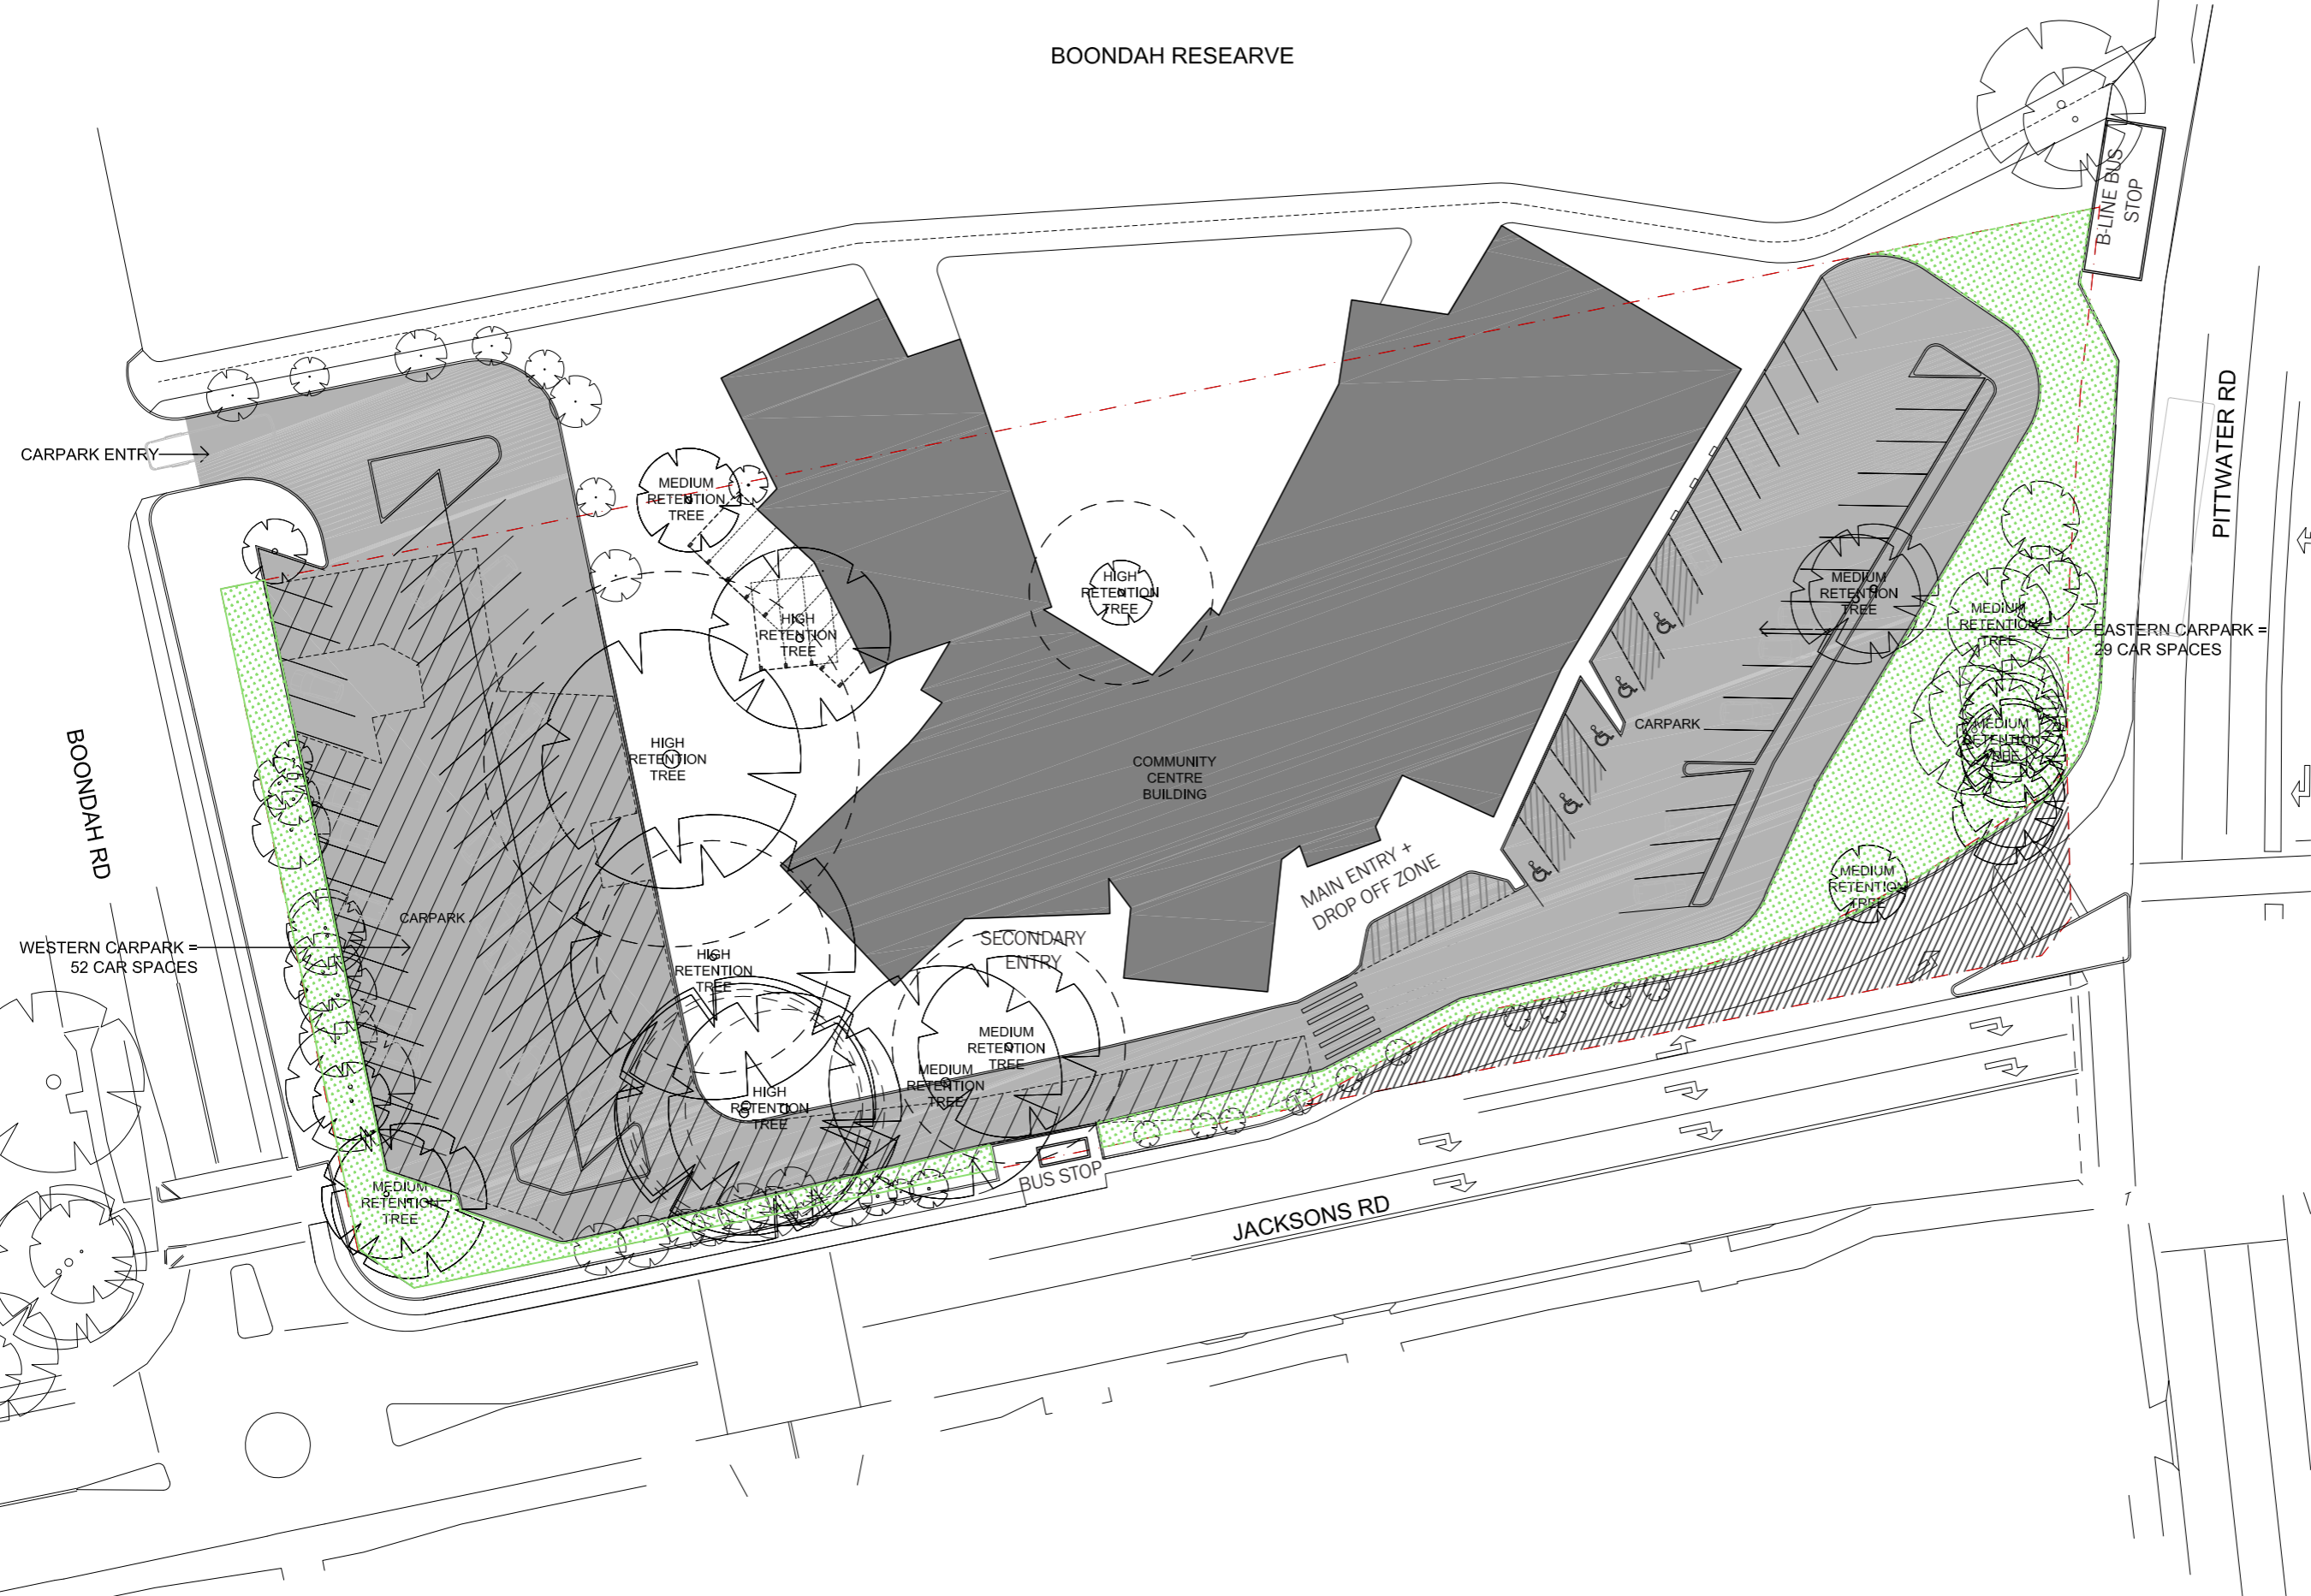 BOONDAH RESEARVE
B-LINE BUS
STOP
PITTWATER RD
CARPARK ENTRY
MEDIUM
RETENTION
TREE
HIGH
RETENTION
TREE
HIGH
RETENTION
TREE
MEDIUM
RETENTION
TREE
MEDIUM
RETENTION
TREE
EASTERN CARPARK =
29 CAR SPACES
HIGH
RETENTION
TREE
CARPARK
MEDIUM
RETENTION
TREE
COMMUNITY
CENTRE
BUILDING
BOONDAH RD
MAIN ENTRY +
DROP OFF ZONE
MEDIUM
RETENTION
TREE
CARPARK
WESTERN CARPARK =
52 CAR SPACES
SECONDARY
ENTRY
HIGH
RETENTION
TREE
MEDIUM
RETENTION
TREE
MEDIUM
RETENTION
TREE
HIGH
RETENTION
TREE
BUS STOP
MEDIUM
RETENTION
TREE
JACKSONS RD